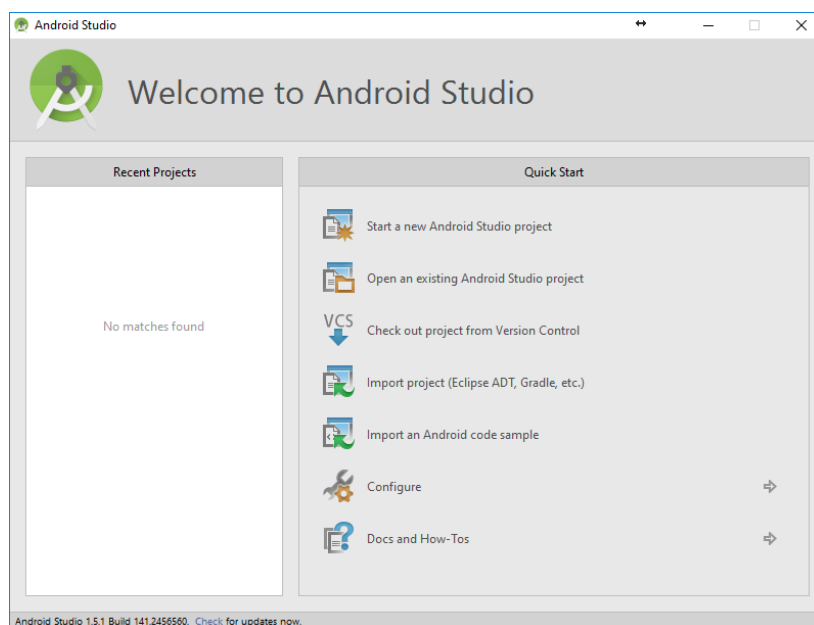 Android Studio
Welcome to Android Studio
Recent Projects
No matches found
Quick Start
Start a new Android Studio project
Open an existing Android Studio project
VCS
Check out project from Version Control
Import project (Eclipse ADT, Gradle, etc.)
Import an Android code sample
Configure
Docs and How-Tos
Android Studio 1.5.1 Build 141.2456560. Check for updates now.